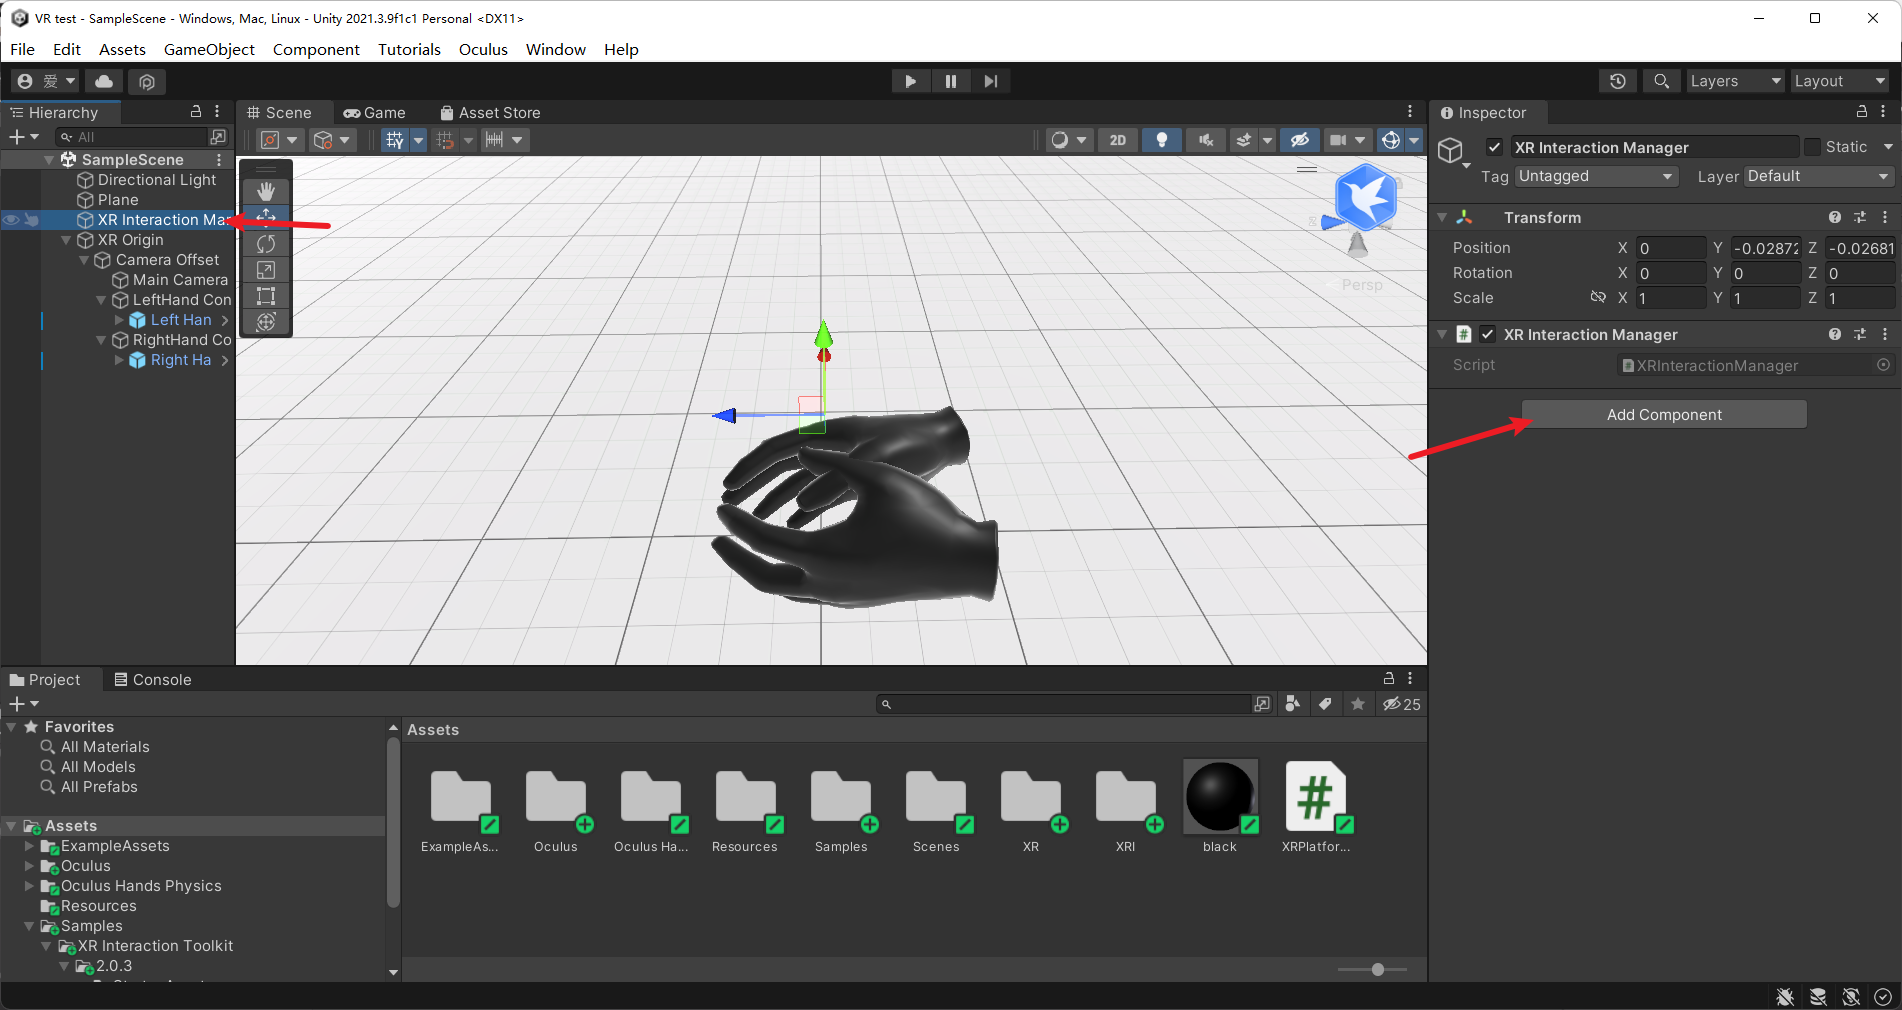 VR test - SampleScene - Windows, Mac, Linux - Unity 2021.3.9f1c1 Personal <DX11>
File Edit Assets GameObject Component Tutorials Oculus Window Help
爱 Layers Layout
Hierarchy
All
SampleScene
Directional Light
Plane
XR Interaction Mar
XR Origin
Camera Offset
Main Camera
LeftHand Con
Left Han
RightHand Co
Right Ha
Scene Game Asset Store
2D
Persp
Inspector
XR Interaction Manager Static
Tag Untagged Layer Default
Transform
Position X 0 Y -0.02872 Z -0.02681
Rotation X 0 Y 0 Z 0
Scale X 1 Y 1 Z 1
# XR Interaction Manager
Script XRInteractionManager
Add Component
Project Console
25
Favorites
All Materials
All Models
All Prefabs
Assets
ExampleAssets
Oculus
Oculus Hands Physics
Resources
Samples
XR Interaction Toolkit
2.0.3
Assets
#
ExampleAs... Oculus Oculus Ha... Resources Samples Scenes XR XRI black XRPlatfor...